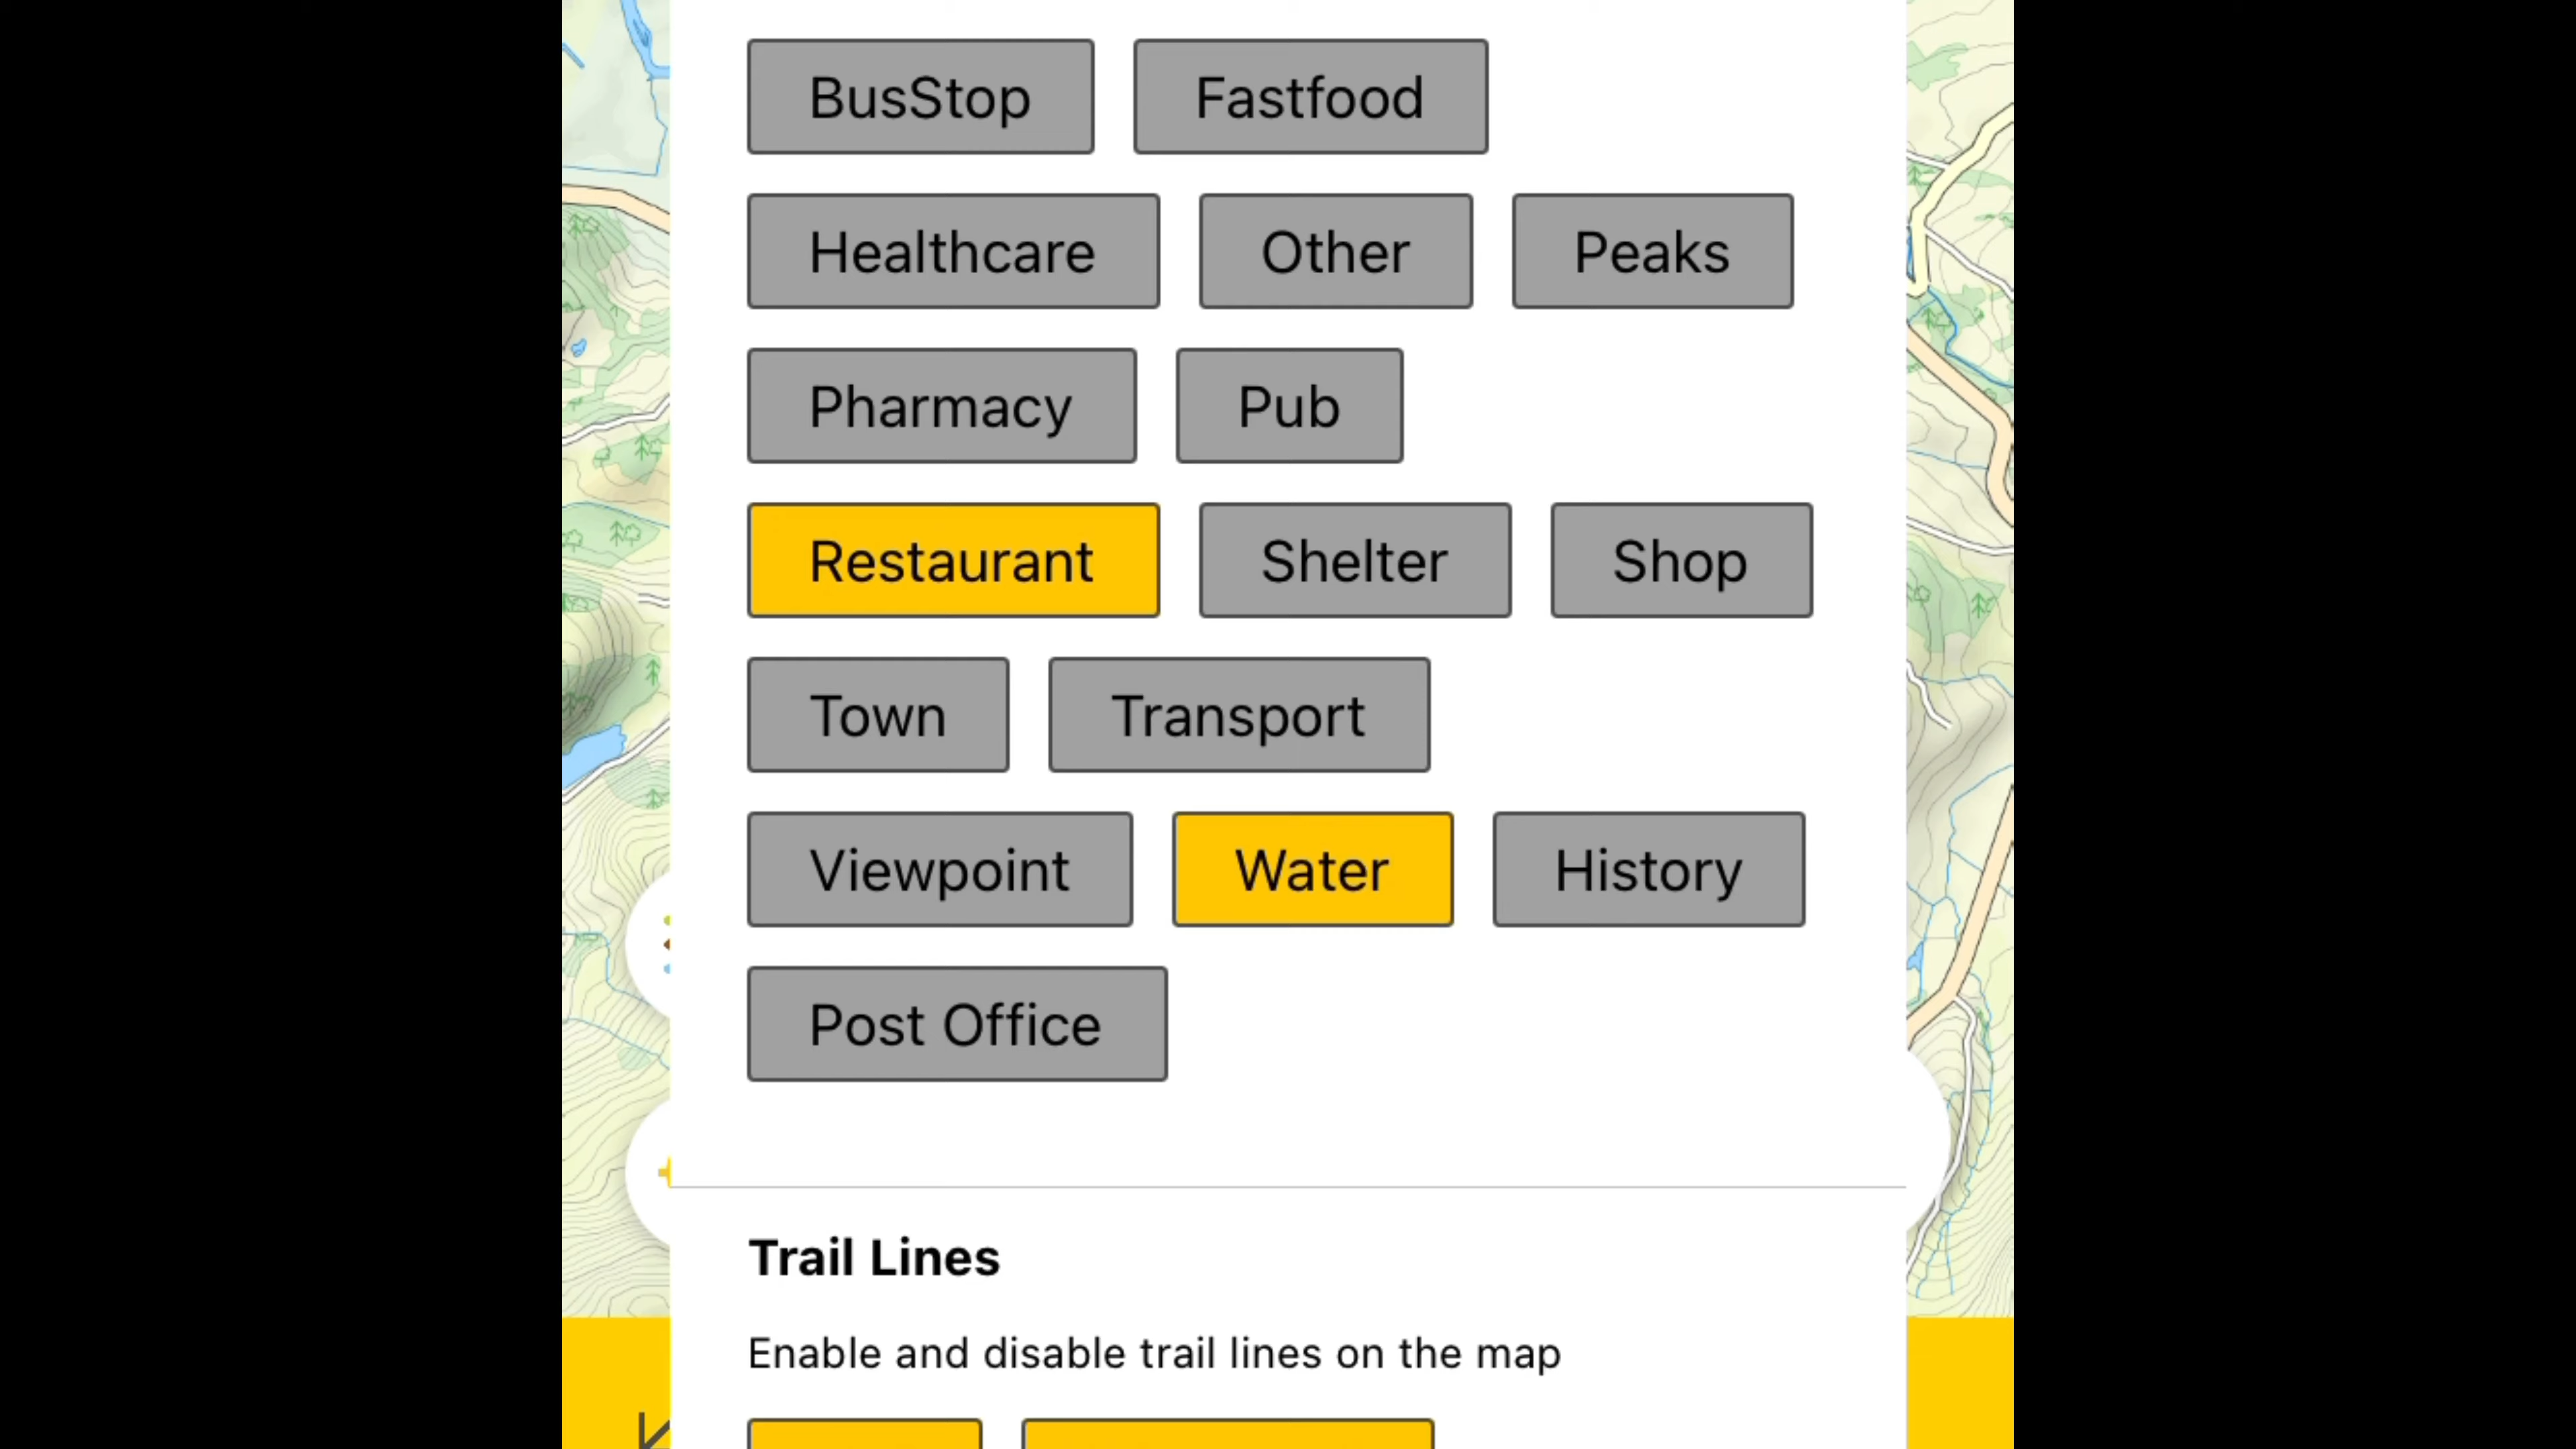 BusStop Fastfood
Healthcare Other Peaks
Pharmacy Pub
Restaurant Shelter Shop
Town Transport
Viewpoint Water History
Post Office
Trail Lines
Enable and disable trail lines on the map